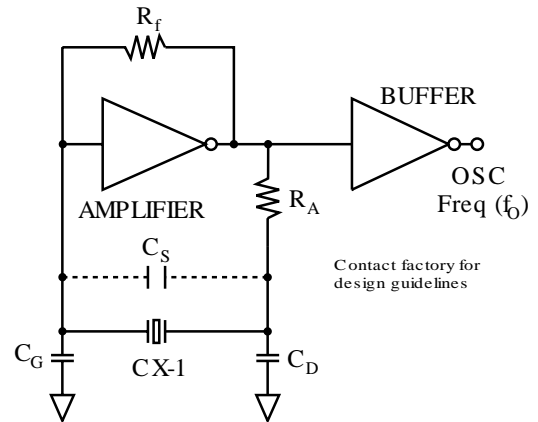 R_f
BUFFER
AMPLIFIER
R_A
OSC
Freq (f_O)
C_S
Contact factory for
design guidelines
C_G
CX-1
C_D